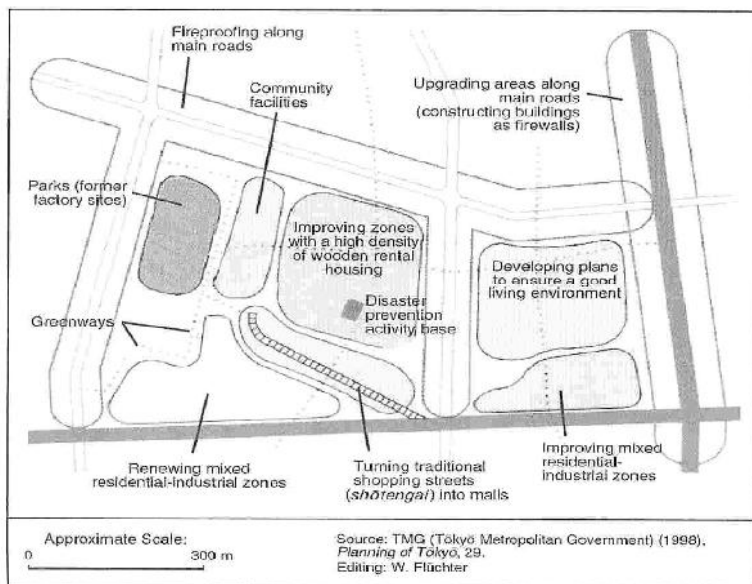 Fireproofing along
main roads
Community
facilities
Upgrading areas along
main roads
(constructing buildings
as firewalls)
Parks (former
factory sites)
Improving zones
with a high density
of wooden rental
housing
Developing plans
to ensure a good
living environment
Disaster
prevention
activity base
Greenways
Renewing mixed
residential-industrial zones
Turning traditional
shopping streets
(shōtengai) into malls
Improving mixed
residential-
industrial zones
Approximate Scale:
0 300 m
Source: TMG (Tōkyō Metropolitan Government) (1998),
Planning of Tōkyō, 29.
Editing: W. Flüchter